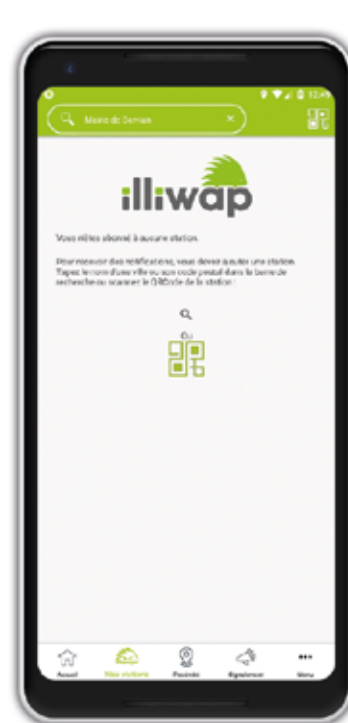 12:49
Mairie de
illiwap
Vous n'êtes abonné à aucune station.
Pour recevoir des notifications, vous devez ajouter une station.
Tapez le nom d'une ville ou son code postal dans la barre de
recherche ou scanner le QRCode de la station :
Ou
Accueil Mes stations Proximité Signalement Menu